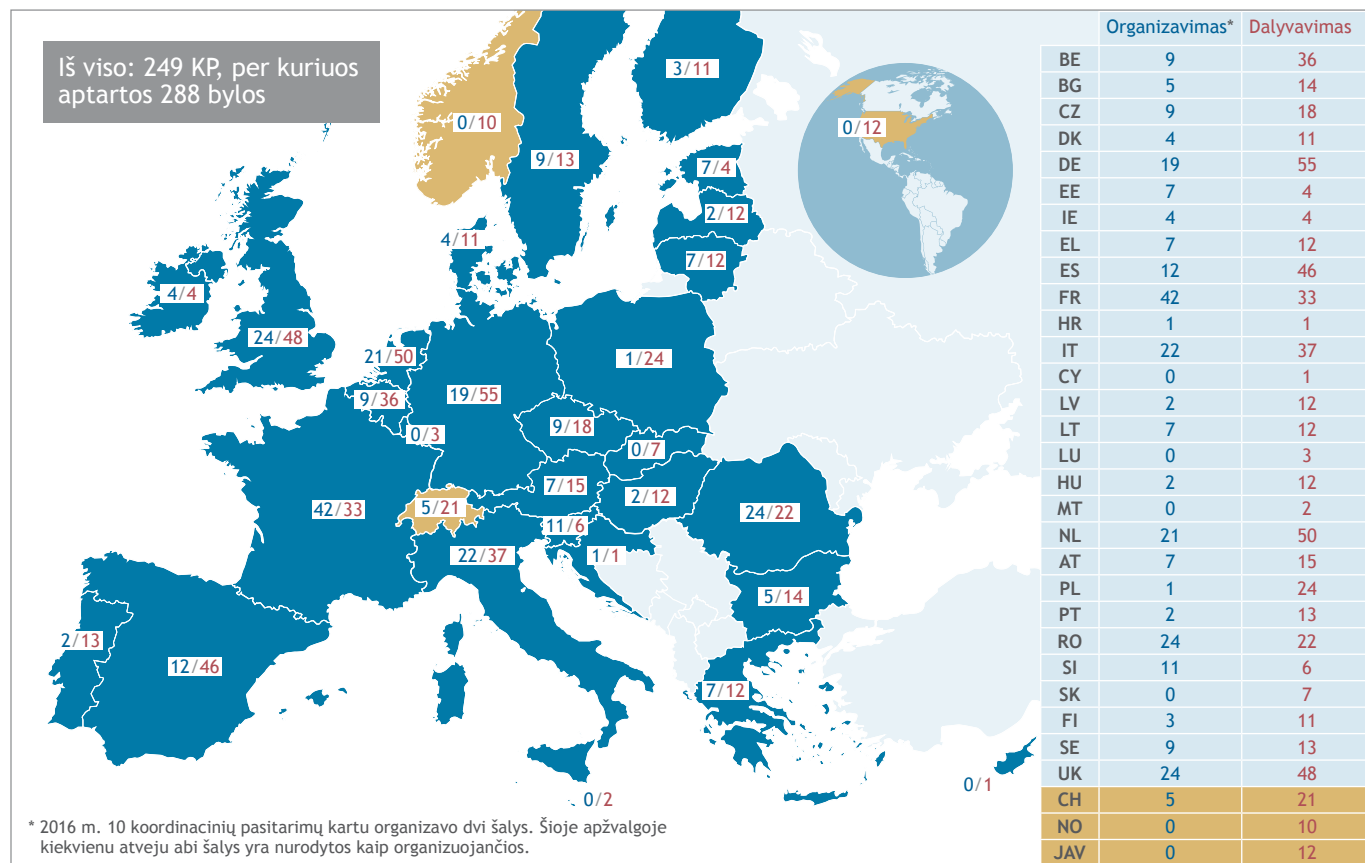 Iš viso: 249 KP, per kuriuos
aptartos 288 bylos
3/11
0/10
9/13
0/12
7/4
2/12
4/11
7/12
4/4
24/48
21/50
1/24
9/36
19/55
9/18
0/3
0/7
7/15
2/12
42/33
5/21
24/22
11/6
22/37
1/1
5/14
2/13
12/46
7/12
0/1
0/2
* 2016 m. 10 koordinacinių pasitarimų kartu organizavo dvi šalys. Šioje apžvalgoje
kiekvienu atveju abi šalys yra nurodytos kaip organizuojančios.
Organizavimas* Dalyvavimas
BE 9 36
BG 5 14
CZ 9 18
DK 4 11
DE 19 55
EE 7 4
IE 4 4
EL 7 12
ES 12 46
FR 42 33
HR 1 1
IT 22 37
CY 0 1
LV 2 12
LT 7 12
LU 0 3
HU 2 12
MT 0 2
NL 21 50
AT 7 15
PL 1 24
PT 2 13
RO 24 22
SI 11 6
SK 0 7
FI 3 11
SE 9 13
UK 24 48
CH 5 21
NO 0 10
JAV 0 12